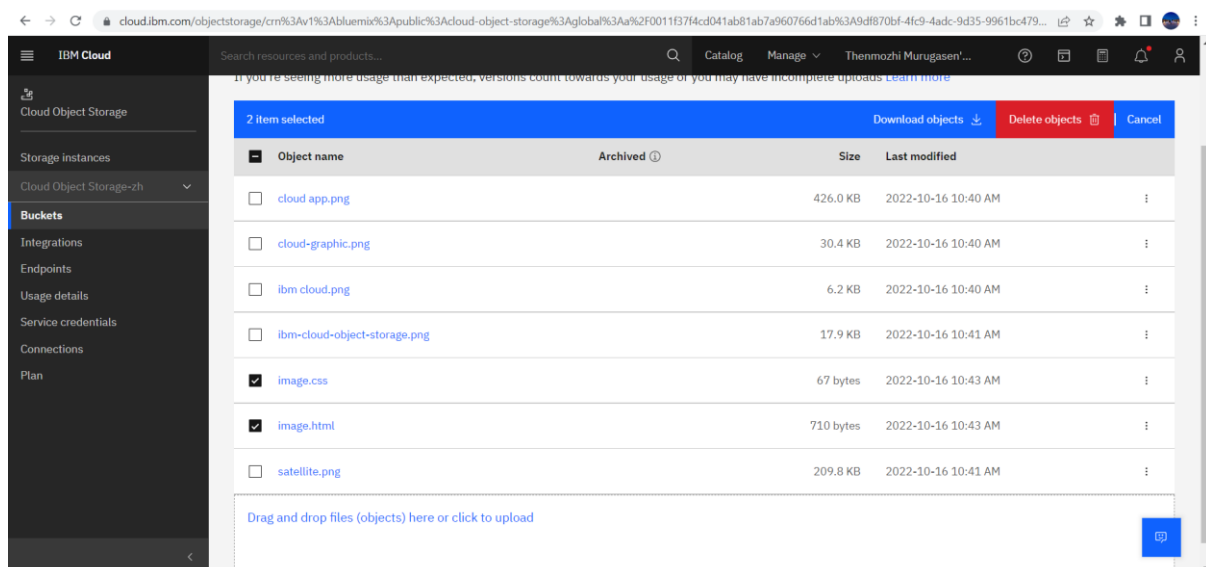 cloud.ibm.com/objectstorage/crn%3Av1%3Abluemix%3Apublic%3Acloud-object-storage%3Aglobal%3Aa%2F0011f37f4cd041ab81ab7a960766d1ab%3A9df870bf-4fc9-4adc-9d35-9961bc479...
IBM Cloud
Search resources and products...
Catalog
Manage
Thenmozhi Murugasen'...
If you're seeing more usage than expected, versions count towards your usage or you may have incomplete uploads Learn more
Cloud Object Storage
Storage instances
Cloud Object Storage-zh
Buckets
Integrations
Endpoints
Usage details
Service credentials
Connections
Plan
2 item selected Download objects Delete objects Cancel
Object name Archived Size Last modified
cloud app.png 426.0 KB 2022-10-16 10:40 AM
cloud-graphic.png 30.4 KB 2022-10-16 10:40 AM
ibm cloud.png 6.2 KB 2022-10-16 10:40 AM
ibm-cloud-object-storage.png 17.9 KB 2022-10-16 10:41 AM
image.css 67 bytes 2022-10-16 10:43 AM
image.html 710 bytes 2022-10-16 10:43 AM
satellite.png 209.8 KB 2022-10-16 10:41 AM
Drag and drop files (objects) here or click to upload